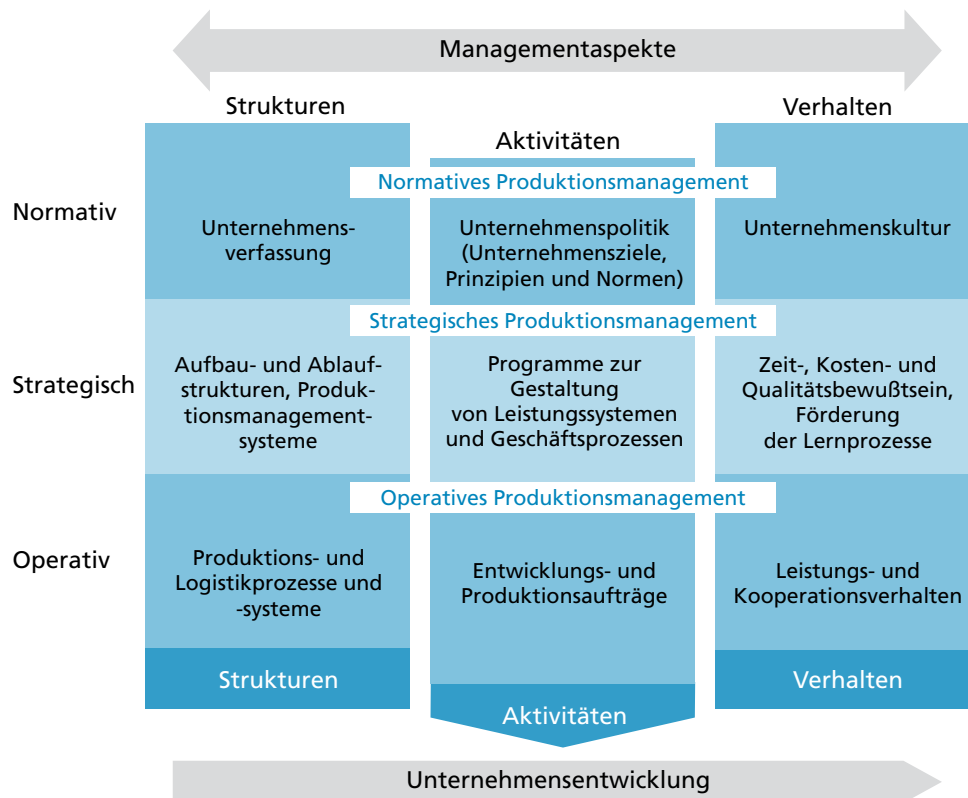 Managementaspekte
Strukturen
Aktivitäten
Verhalten
Normatives Produktionsmanagement
Normativ
Unternehmens-
verfassung
Unternehmenspolitik
(Unternehmensziele,
Prinzipien und Normen)
Unternehmenskultur
Strategisches Produktionsmanagement
Strategisch
Aufbau- und Ablauf-
strukturen, Produk-
tionsmanagement-
systeme
Programme zur
Gestaltung
von Leistungssystemen
und Geschäftsprozessen
Zeit-, Kosten- und
Qualitätsbewußtsein,
Förderung
der Lernprozesse
Operatives Produktionsmanagement
Operativ
Produktions- und
Logistikprozesse und
-systeme
Entwicklungs- und
Produktionsaufträge
Leistungs- und
Kooperationsverhalten
Strukturen
Aktivitäten
Verhalten
Unternehmensentwicklung